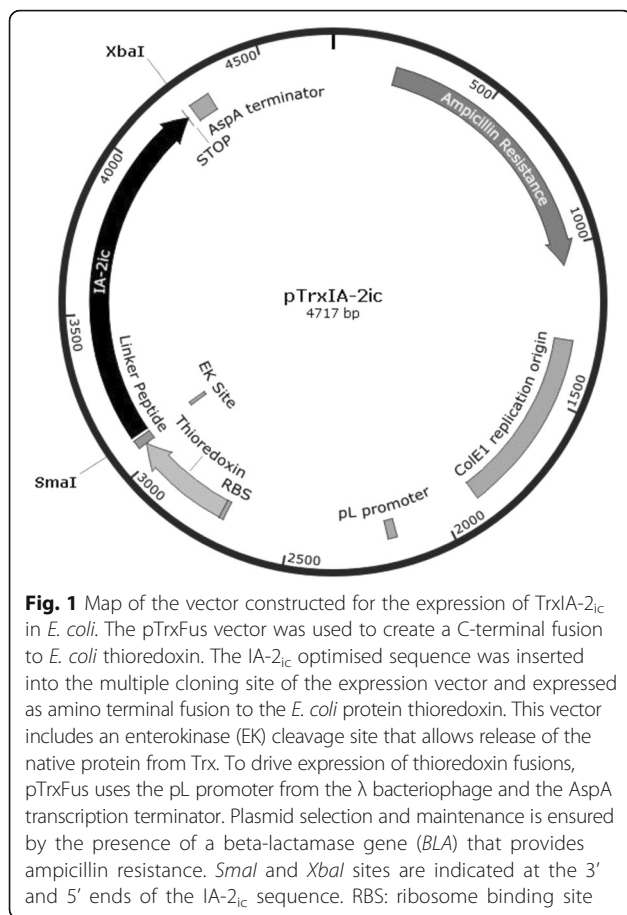 XbaI
4500
500
AspA terminator
STOP
Ampicillin Resistance
4000
1000
IA-2ic
pTrxIA-2ic
4717 bp
3500
Linker Peptide
EK Site
Thioredoxin
RBS
ColE1 replication origin
1500
SmaI
3000
pL promoter
2000
2500
Fig. 1 Map of the vector constructed for the expression of TrxIA-2ic
in E. coli. The pTrxFus vector was used to create a C-terminal fusion
to E. coli thioredoxin. The IA-2ic optimised sequence was inserted
into the multiple cloning site of the expression vector and expressed
as amino terminal fusion to the E. coli protein thioredoxin. This vector
includes an enterokinase (EK) cleavage site that allows release of the
native protein from Trx. To drive expression of thioredoxin fusions,
pTrxFus uses the pL promoter from the λ bacteriophage and the AspA
transcription terminator. Plasmid selection and maintenance is ensured
by the presence of a beta-lactamase gene (BLA) that provides
ampicillin resistance. SmaI and XbaI sites are indicated at the 3’
and 5’ ends of the IA-2ic sequence. RBS: ribosome binding site